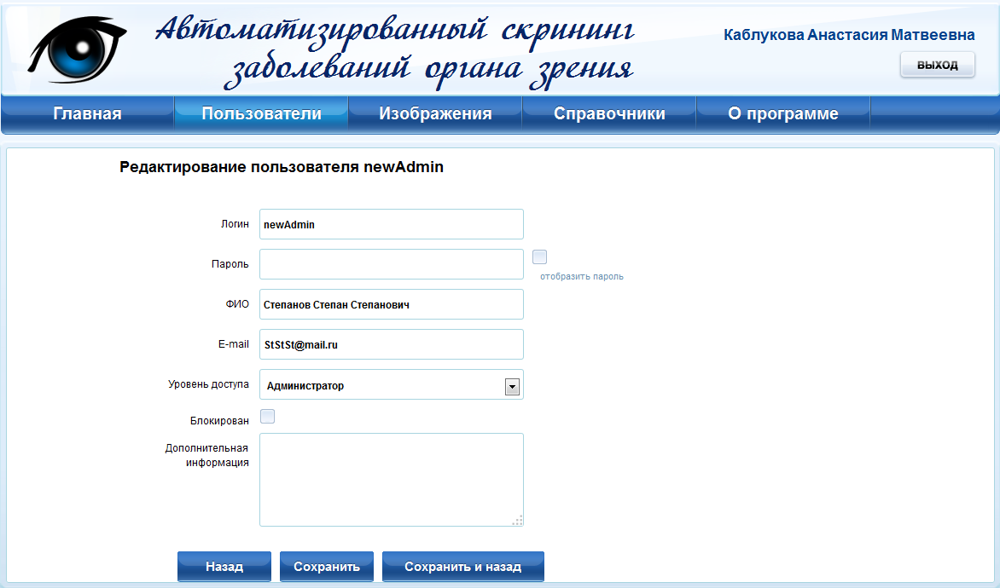 Автоматизированный скрининг
заболеваний органа зрения
Каблукова Анастасия Матвеевна
выход
Главная
Пользователи
Изображения
Справочники
О программе
Редактирование пользователя newAdmin
Логин
newAdmin
Пароль
отобразить пароль
ФИО
Степанов Степан Степанович
E-mail
StStSt@mail.ru
Уровень доступа
Администратор
Блокирован
Дополнительная
информация
Назад
Сохранить
Сохранить и назад